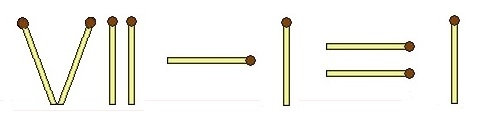 VII − I = I